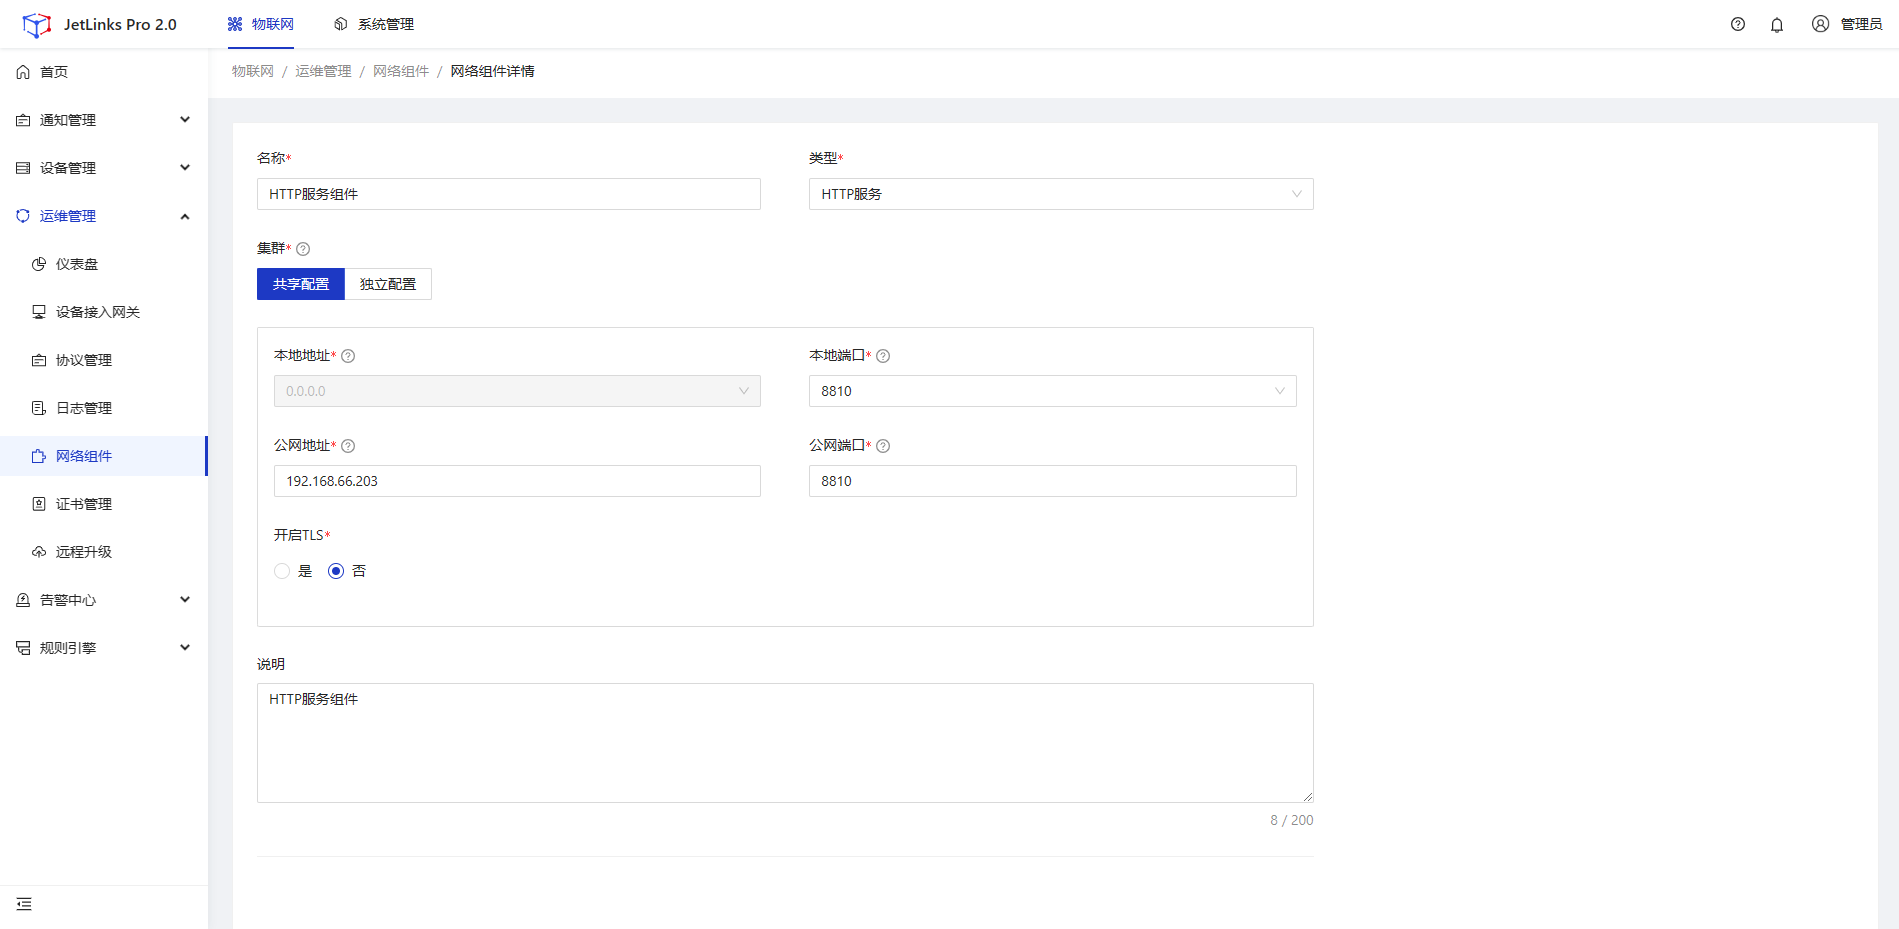 JetLinks Pro 2.0
物联网
系统管理
管理员
首页
通知管理
设备管理
运维管理
仪表盘
设备接入网关
协议管理
日志管理
网络组件
证书管理
远程升级
告警中心
规则引擎
物联网 / 运维管理 / 网络组件 / 网络组件详情
名称*
类型*
HTTP服务组件
HTTP服务
集群*
共享配置
独立配置
本地地址*
本地端口*
0.0.0.0
8810
公网地址*
公网端口*
192.168.66.203
8810
开启TLS*
是
否
说明
HTTP服务组件
8 / 200